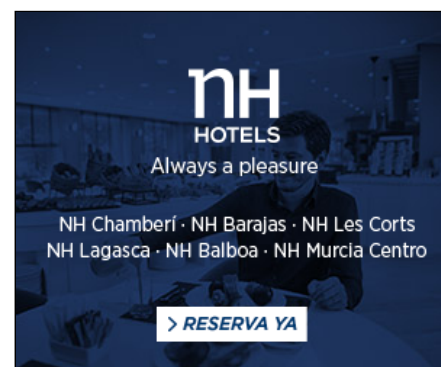 nH
HOTELS
Always a pleasure
NH Chamberí · NH Barajas · NH Les Corts
NH Lagasca · NH Balboa · NH Murcia Centro
> RESERVA YA